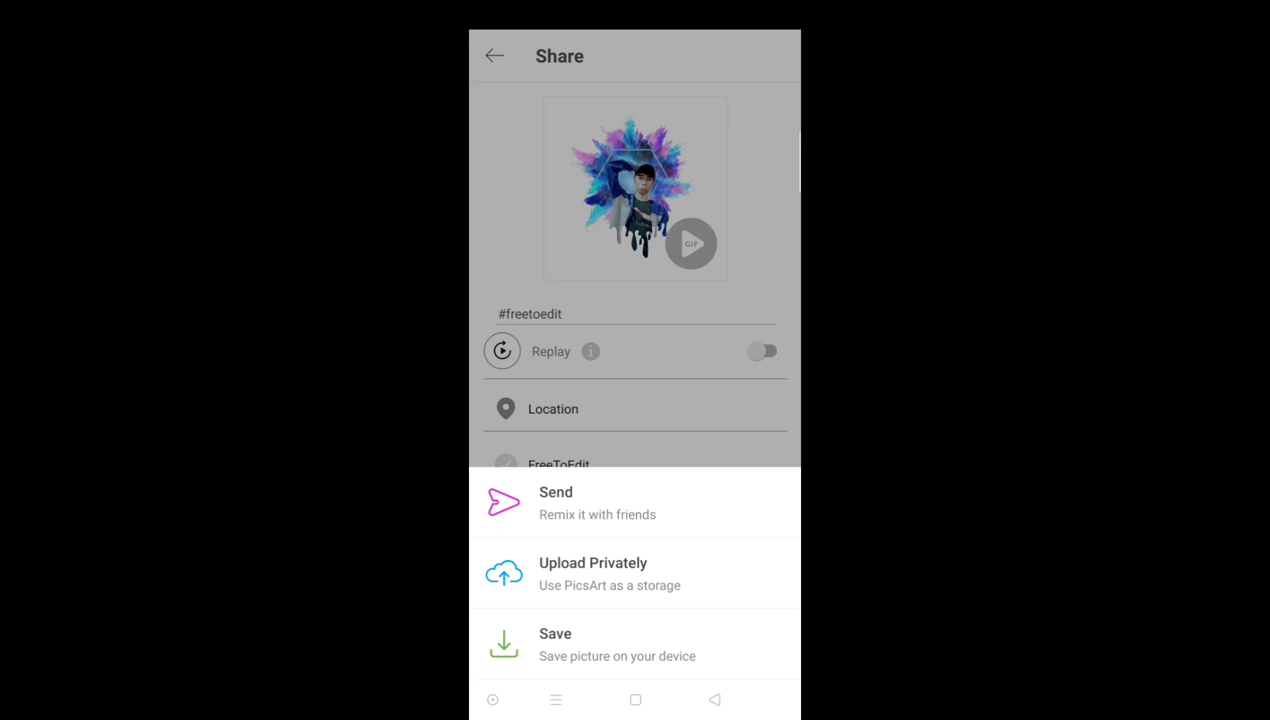 Share
GIF
#freetoedit
Replay
Location
FreeToEdit
Send
Remix it with friends
Upload Privately
Use PicsArt as a storage
Save
Save picture on your device